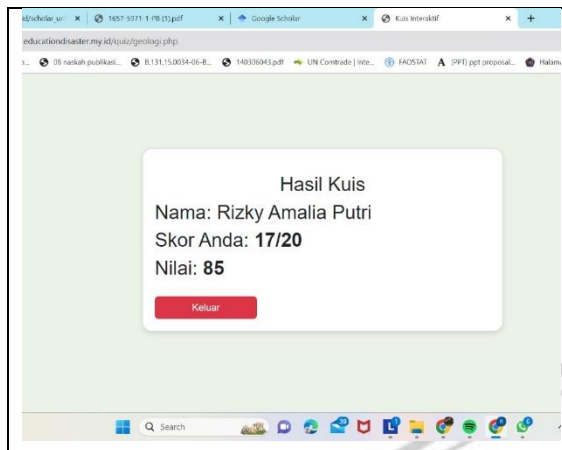 id/scholar_url
1657-5971-1-PB (1).pdf
Google Scholar
Kuis Interaktif
educationdisaster.my.id/quiz/geologi.php
08 naskah publikasi...
B.131.15.0034-06-B...
140306043.pdf
UN Comtrade | Inte...
FAOSTAT
(PPT) ppt proposal...
Halama
Hasil Kuis
Nama: Rizky Amalia Putri
Skor Anda: 17/20
Nilai: 85
Keluar
Search